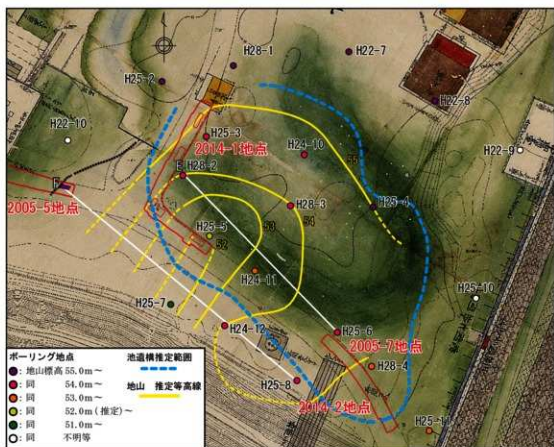 H28-1
H22-7
H25-2
H22-8
H22-10
H25-3
2014-1地点
H24-10
H22-9
55
E
H28-2
F
2005-5地点
H28-3
54
H25-4
53
H25-5
52
H24-11
H25-10
H25-7
H24-12
H25-6
2005-7地点
H28-4
H25-8
2014-2地点
H25-11
ボーリング地点
池遺構推定範囲
地山 推定等高線
●: 地山標高 55.0m~
●: 同 54.0m~
●: 同 53.0m~
●: 同 52.0m(推定)~
●: 同 51.0m~
○: 同 不明等